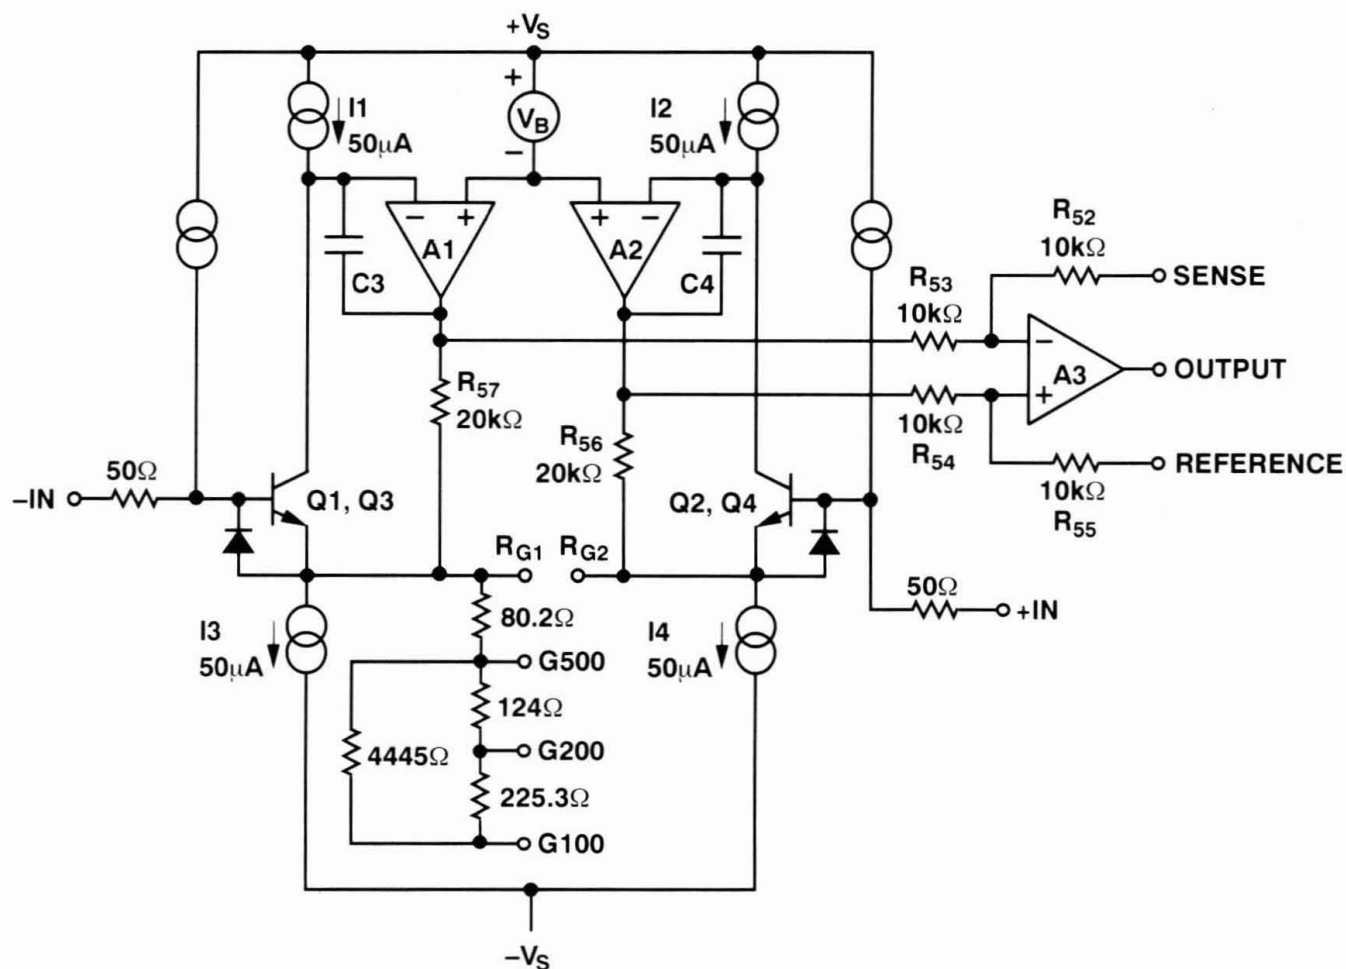 +VS
I1
50μA
+
VB
−
I2
50μA
− +
A1
+ −
A2
C3
C4
R52
10kΩ
SENSE
R53
10kΩ
−
A3
+
OUTPUT
10kΩ
R54
REFERENCE
10kΩ
R55
R57
20kΩ
R56
20kΩ
50Ω
−IN
Q1, Q3
Q2, Q4
RG1
RG2
50Ω
+IN
80.2Ω
I3
50μA
I4
50μA
G500
124Ω
4445Ω
G200
225.3Ω
G100
−VS